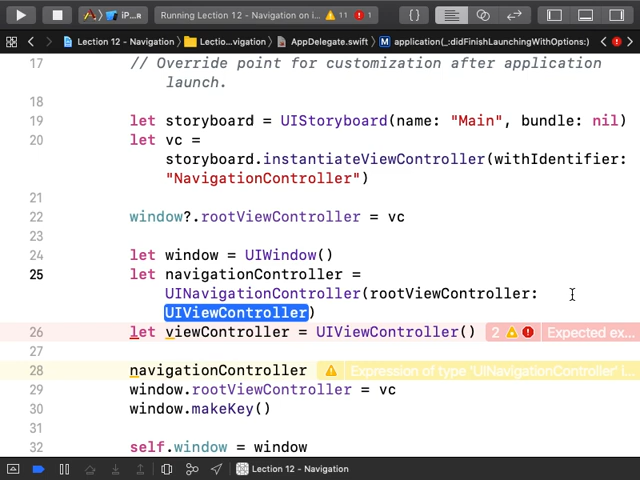 iP...R
Running Lection 12 - Navigation on i
11
1
{ }
Lection 12 - Navigation
Lectio...vigation
AppDelegate.swift
M
application(_:didFinishLaunchingWithOptions:)
17 // Override point for customization after application
launch.
18
19 let storyboard = UIStoryboard(name: "Main", bundle: nil)
20 let vc =
storyboard.instantiateViewController(withIdentifier:
"NavigationController")
21
22 window?.rootViewController = vc
23
24 let window = UIWindow()
25 let navigationController =
UINavigationController(rootViewController:
UIViewController)
26 let viewController = UIViewController() 2 Expected ex...
27
28 navigationController Expression of type 'UINavigationController' i...
29 window.rootViewController = vc
30 window.makeKey()
31
32 self.window = window
Lection 12 - Navigation